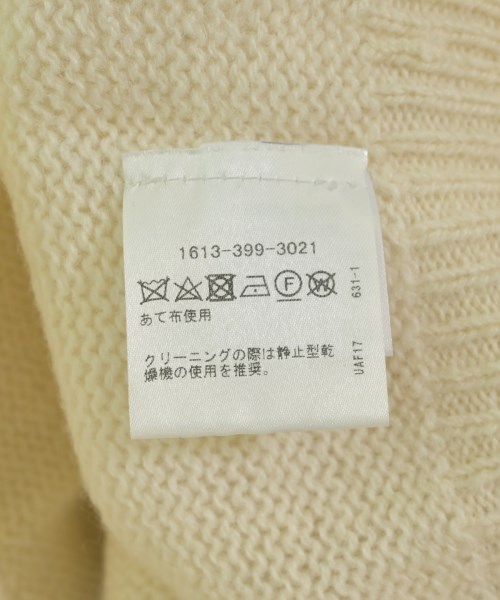 1613-399-3021
あて布使用
クリーニングの際は静止型乾
燥機の使用を推奨。
631-1
UAF17